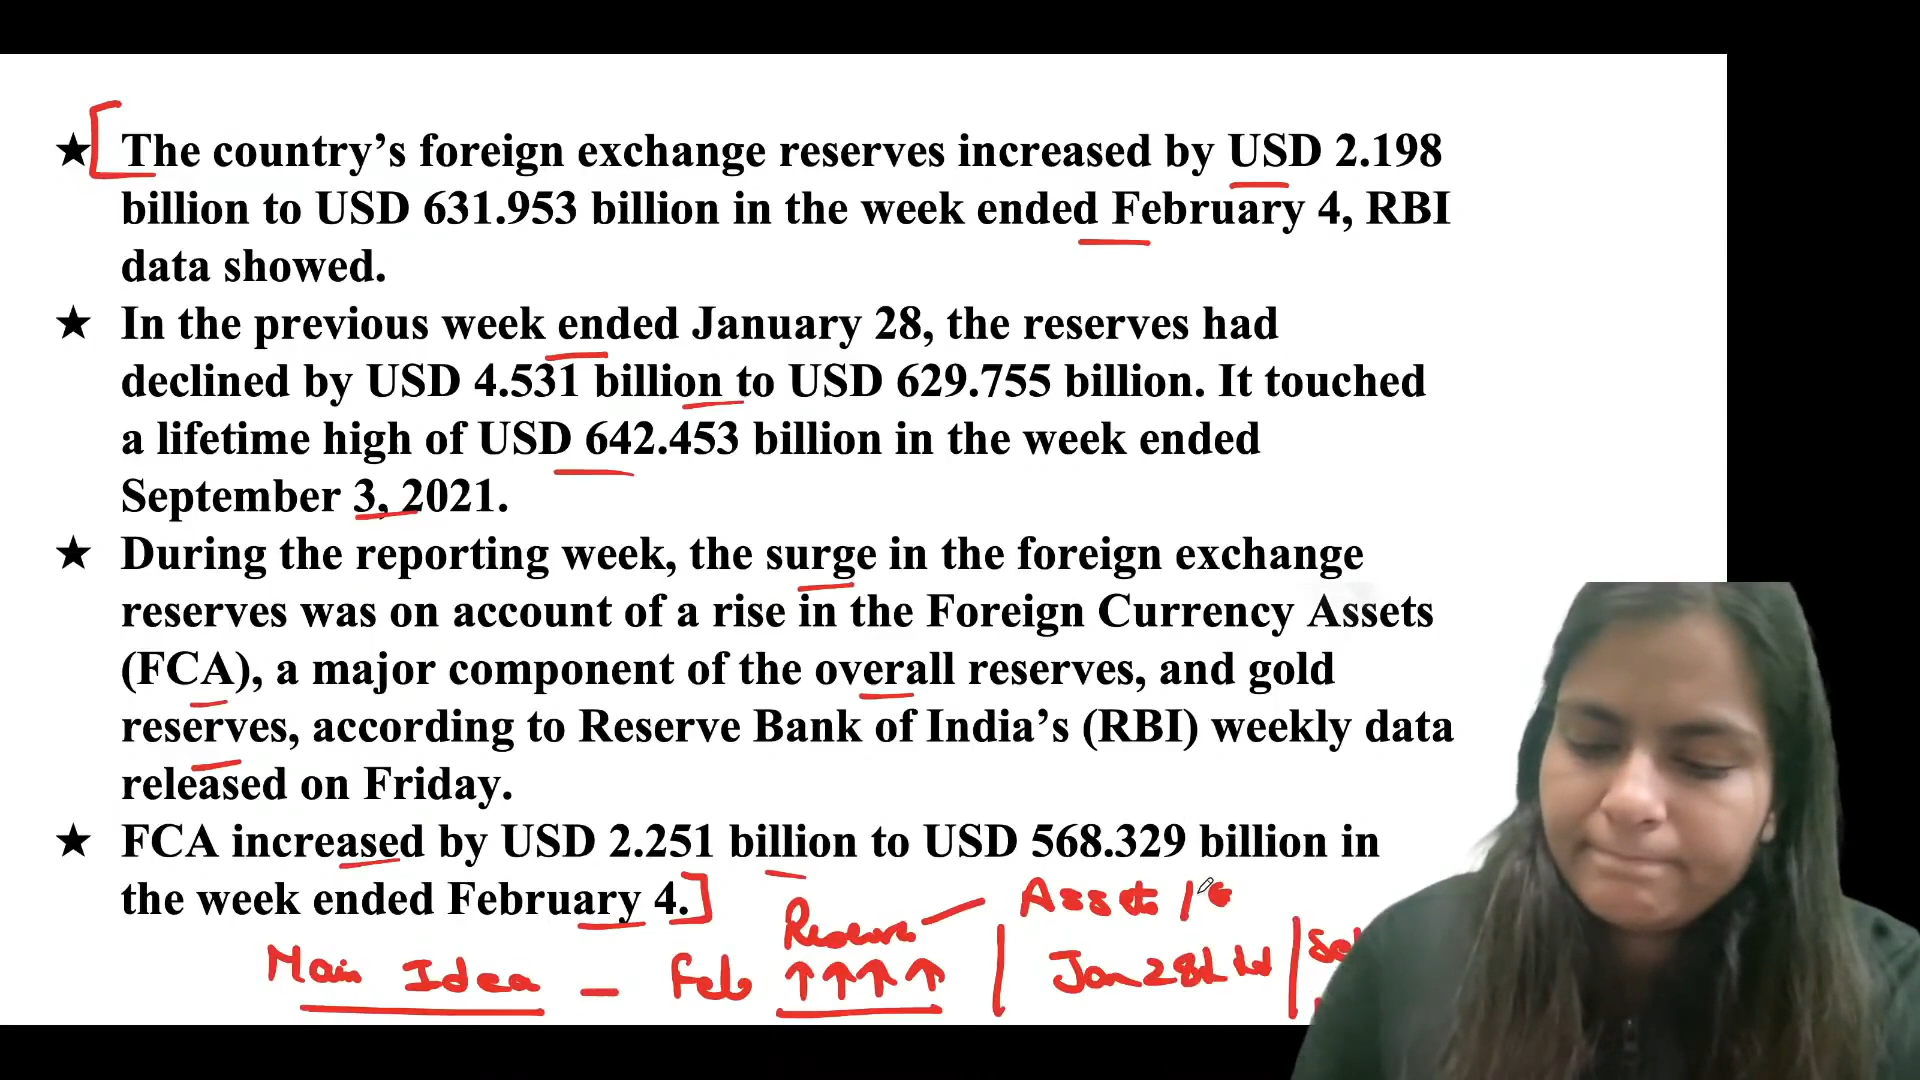 ★ The country’s foreign exchange reserves increased by USD 2.198
billion to USD 631.953 billion in the week ended February 4, RBI
data showed.
★ In the previous week ended January 28, the reserves had
declined by USD 4.531 billion to USD 629.755 billion. It touched
a lifetime high of USD 642.453 billion in the week ended
September 3, 2021.
★ During the reporting week, the surge in the foreign exchange
reserves was on account of a rise in the Foreign Currency Assets
(FCA), a major component of the overall reserves, and gold
reserves, according to Reserve Bank of India’s (RBI) weekly data
released on Friday.
★ FCA increased by USD 2.251 billion to USD 568.329 billion in
the week ended February 4.
Reserves – Assets / G
Main Idea – Feb ↑↑↑↑ | Jan 28 |